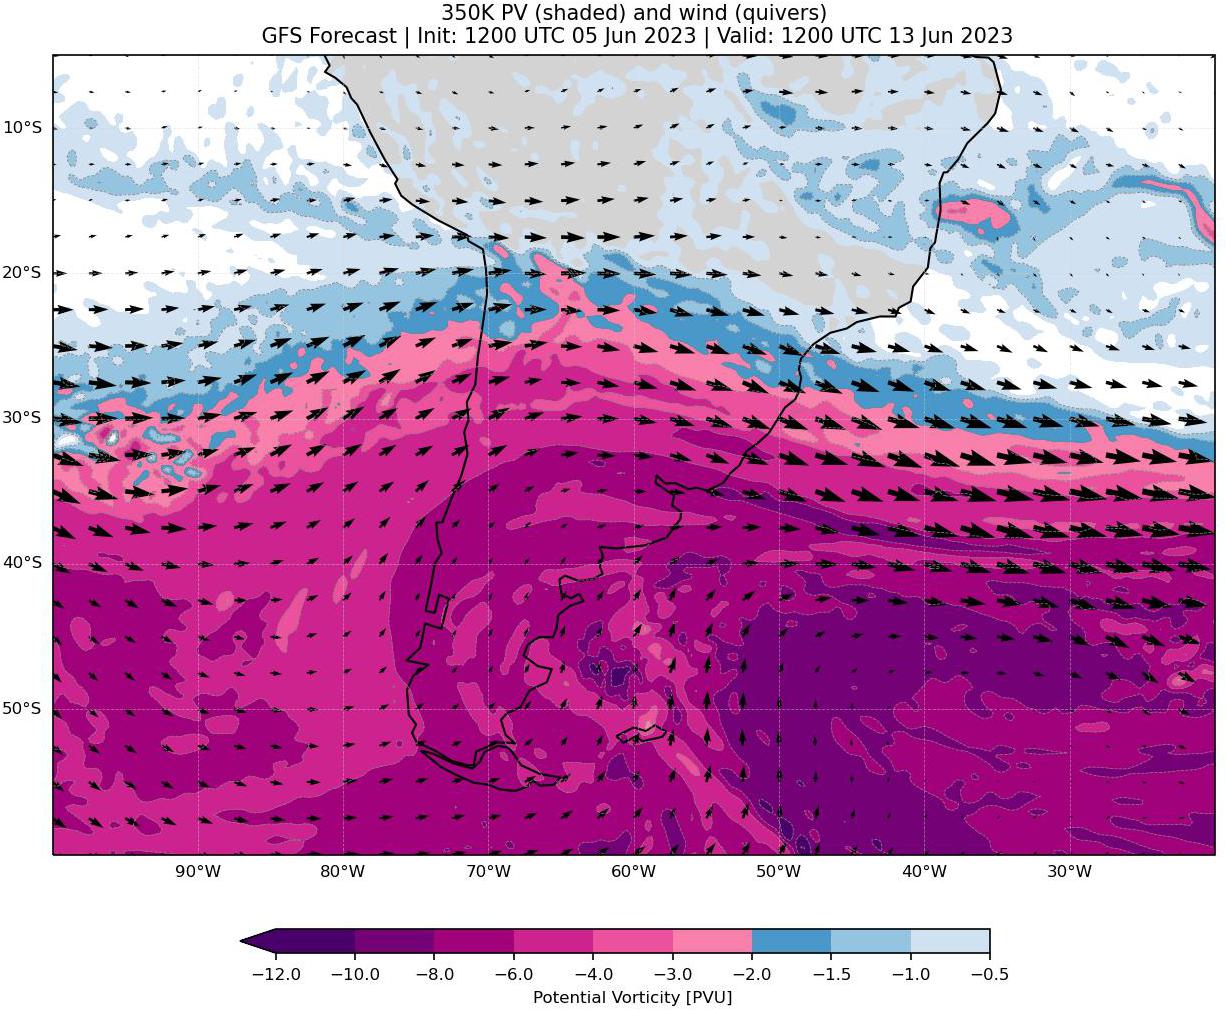 350K PV (shaded) and wind (quivers)
GFS Forecast | Init: 1200 UTC 05 Jun 2023 | Valid: 1200 UTC 13 Jun 2023
10°S
20°S
30°S
40°S
50°S
90°W 80°W 70°W 60°W 50°W 40°W 30°W
−12.0 −10.0 −8.0 −6.0 −4.0 −3.0 −2.0 −1.5 −1.0 −0.5
Potential Vorticity [PVU]